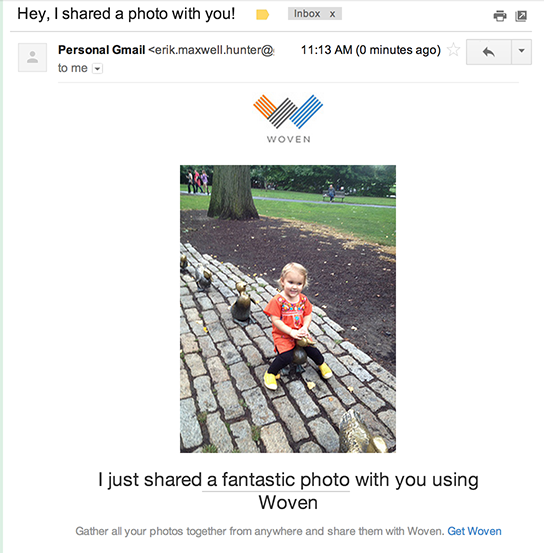 Hey, I shared a photo with you!
Inbox x
Personal Gmail <erik.maxwell.hunter@ 11:13 AM (0 minutes ago)
to me
WOVEN
I just shared a fantastic photo with you using
Woven
Gather all your photos together from anywhere and share them with Woven. Get Woven